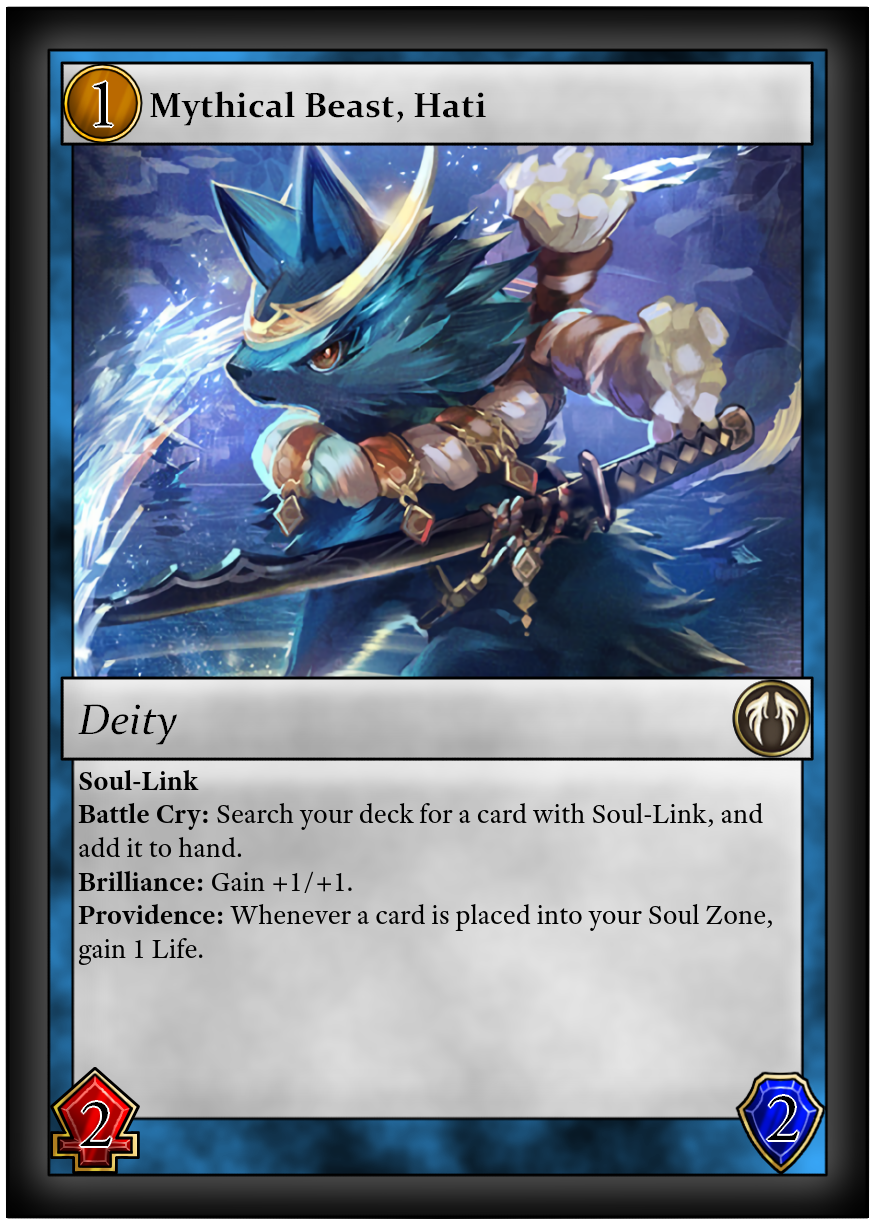 1
Mythical Beast, Hati
Deity
Soul-Link
Battle Cry: Search your deck for a card with Soul-Link, and
add it to hand.
Brilliance: Gain +1/+1.
Providence: Whenever a card is placed into your Soul Zone,
gain 1 Life.
2
2